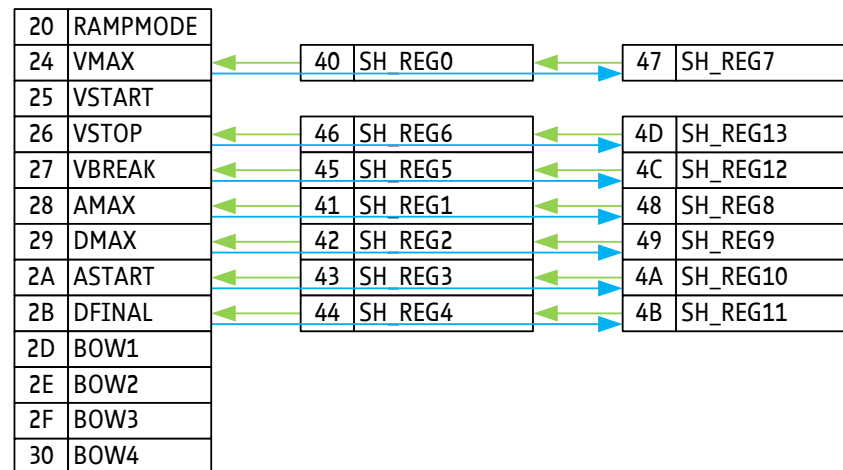 20 RAMPMODE
24 VMAX 40 SH_REG0 47 SH_REG7
25 VSTART
26 VSTOP 46 SH_REG6 4D SH_REG13
27 VBREAK 45 SH_REG5 4C SH_REG12
28 AMAX 41 SH_REG1 48 SH_REG8
29 DMAX 42 SH_REG2 49 SH_REG9
2A ASTART 43 SH_REG3 4A SH_REG10
2B DFINAL 44 SH_REG4 4B SH_REG11
2D BOW1
2E BOW2
2F BOW3
30 BOW4